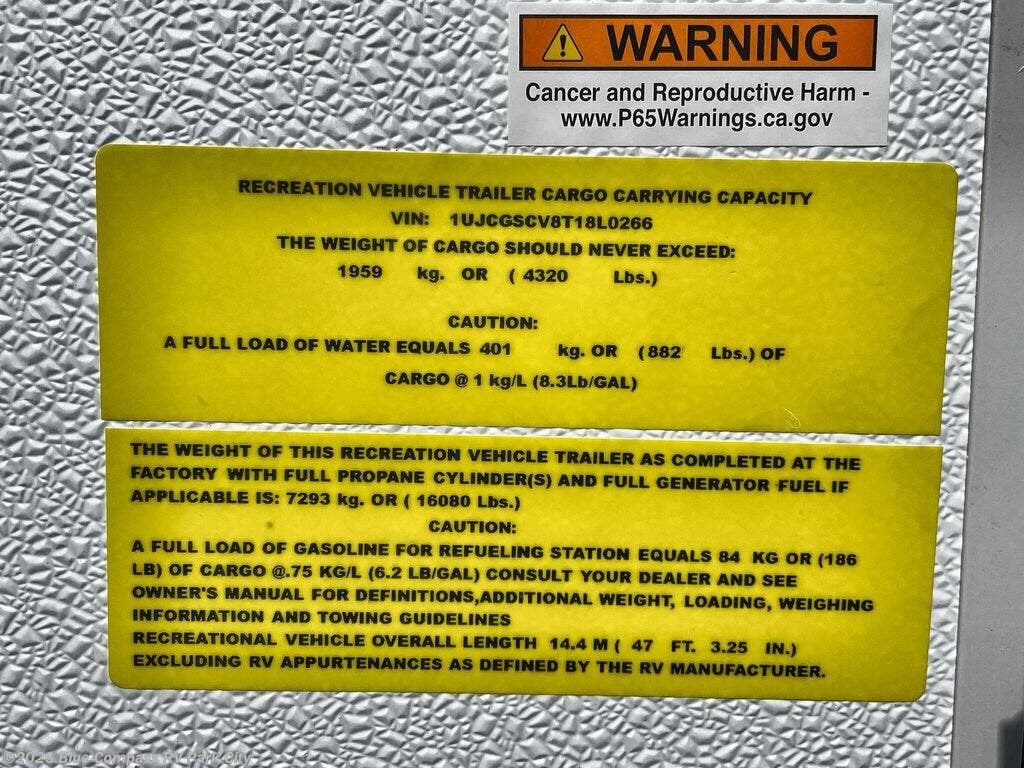 WARNING
Cancer and Reproductive Harm -
www.P65Warnings.ca.gov
RECREATION VEHICLE TRAILER CARGO CARRYING CAPACITY
VIN: 1UJCGSCV8T18L0266
THE WEIGHT OF CARGO SHOULD NEVER EXCEED:
1959 kg. OR ( 4320 Lbs.)
CAUTION:
A FULL LOAD OF WATER EQUALS 401 kg. OR (882 Lbs.) OF
CARGO @ 1 kg/L (8.3Lb/GAL)
THE WEIGHT OF THIS RECREATION VEHICLE TRAILER AS COMPLETED AT THE
FACTORY WITH FULL PROPANE CYLINDER(S) AND FULL GENERATOR FUEL IF
APPLICABLE IS: 7293 kg. OR ( 16080 Lbs.)
CAUTION:
A FULL LOAD OF GASOLINE FOR REFUELING STATION EQUALS 84 KG OR (186
LB) OF CARGO @.75 KG/L (6.2 LB/GAL) CONSULT YOUR DEALER AND SEE
OWNER'S MANUAL FOR DEFINITIONS,ADDITIONAL WEIGHT, LOADING, WEIGHING
INFORMATION AND TOWING GUIDELINES
RECREATIONAL VEHICLE OVERALL LENGTH 14.4 M ( 47 FT. 3.25 IN.)
EXCLUDING RV APPURTENANCES AS DEFINED BY THE RV MANUFACTURER.
©2026 Blue Compass RV Park City